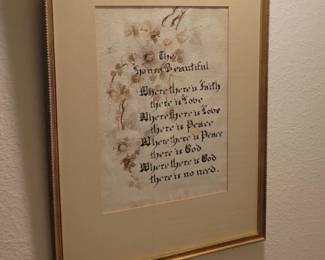 The
House Beautiful
Where there is Faith
there is Love
Where there is Love
there is Peace
Where there is Peace
there is God
Where there is God
there is no need.